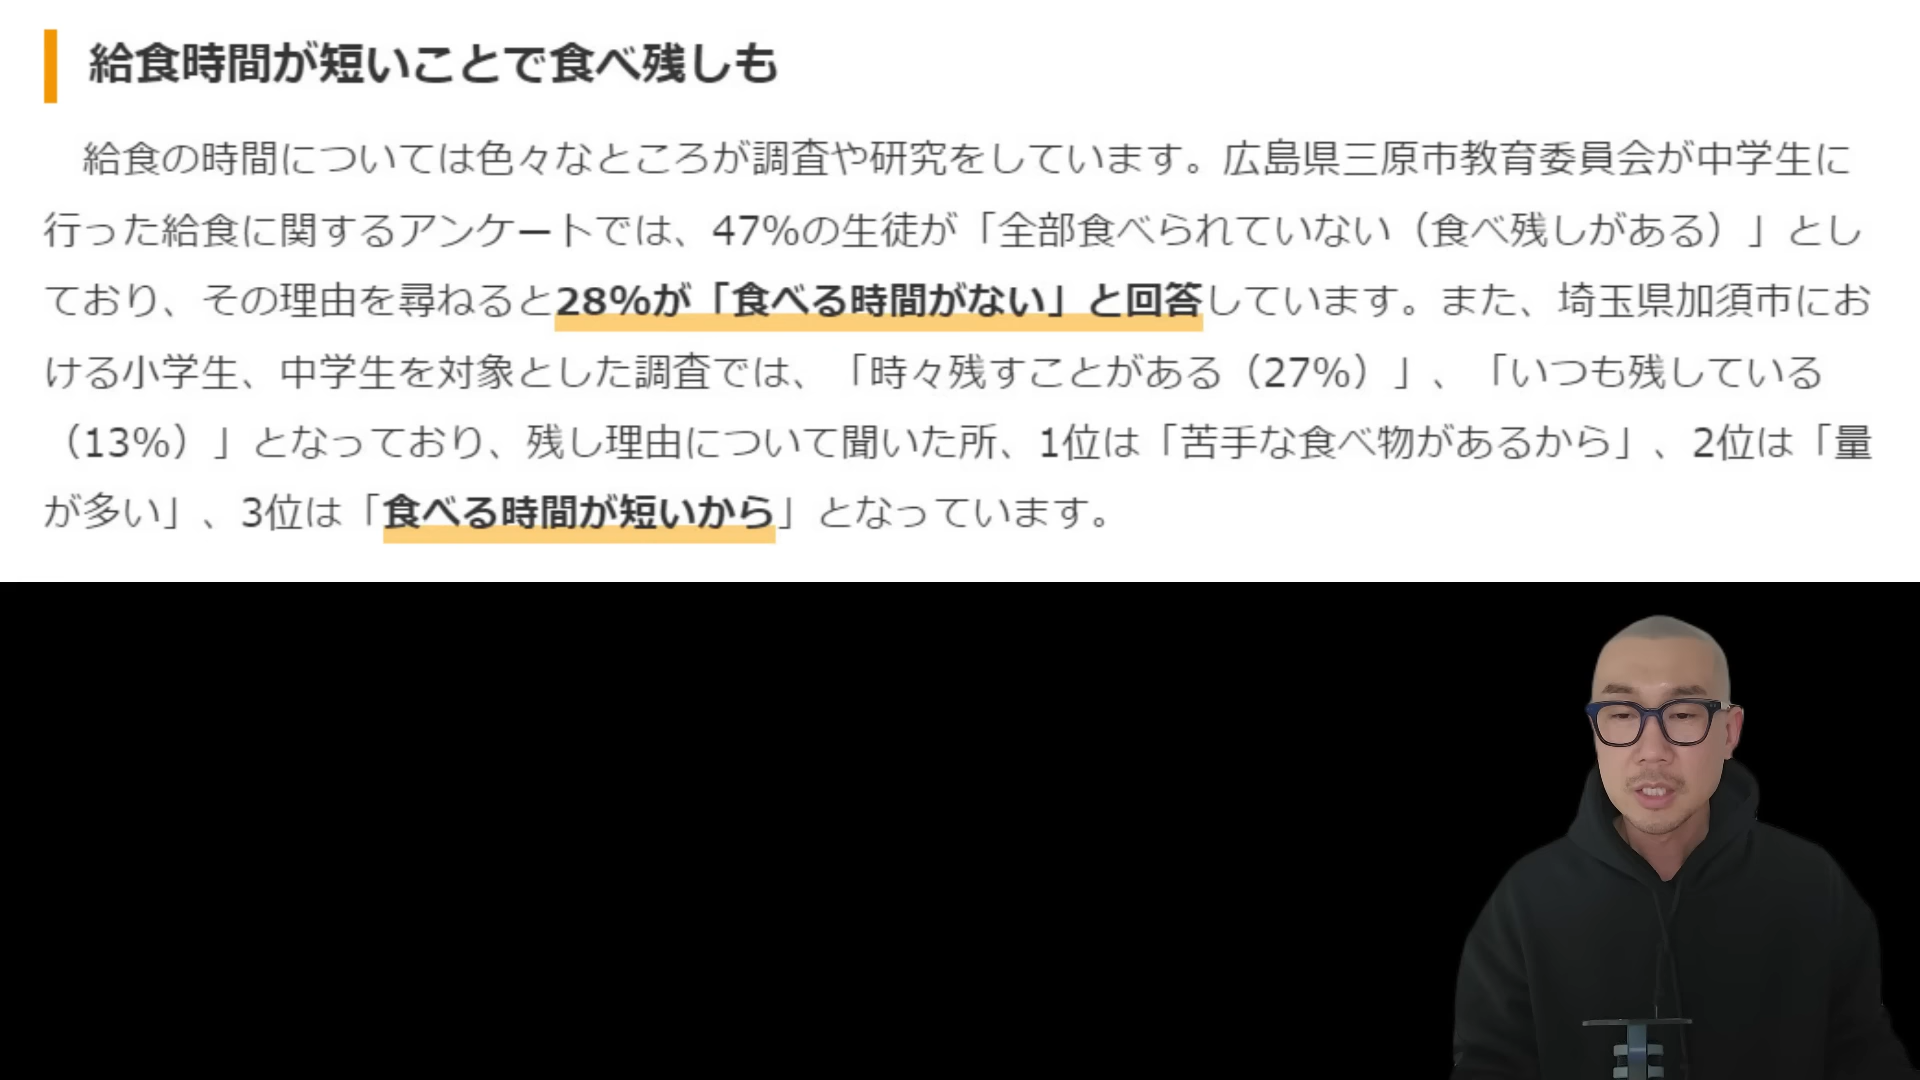 給食時間が短いことで食べ残しも
給食の時間については色々なところが調査や研究をしています。広島県三原市教育委員会が中学生に
行った給食に関するアンケートでは、47%の生徒が「全部食べられていない（食べ残しがある）」とし
ており、その理由を尋ねると28%が「食べる時間がない」と回答しています。また、埼玉県加須市にお
ける小学生、中学生を対象とした調査では、「時々残すことがある（27%）」、「いつも残している
（13%）」となっており、残し理由について聞いた所、1位は「苦手な食べ物があるから」、2位は「量
が多い」、3位は「食べる時間が短いから」となっています。